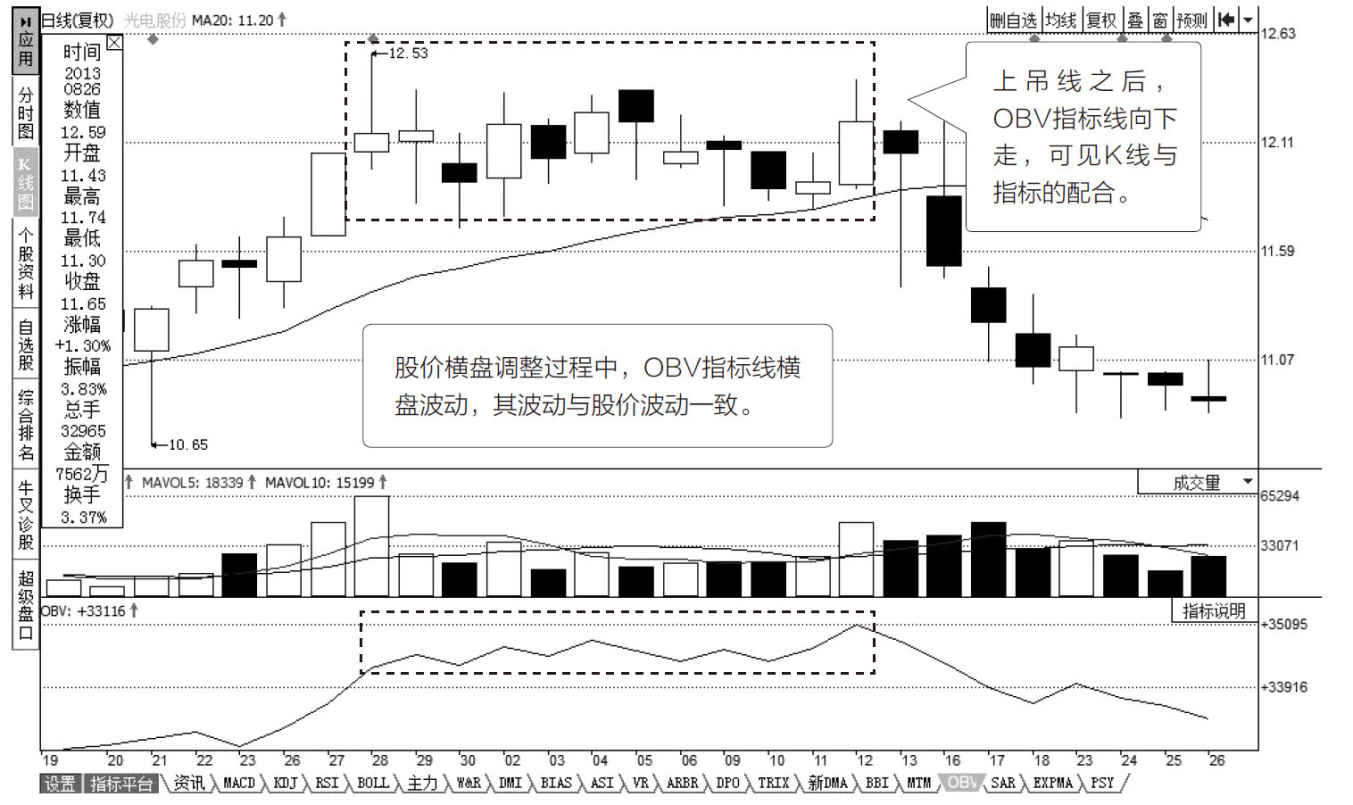 日线(复权) 光电股份 MA20: 11.20↑
删自选 均线 复权 叠 窗 预测
应用
分时图
K线图
个股资料
自选股
综合排名
牛叉诊股
超级盘口
时间
2013
0826
数值
12.59
开盘
11.43
最高
11.74
最低
11.30
收盘
11.65
涨幅
+1.30%
振幅
3.83%
总手
32965
金额
7562万
换手
3.37%
12.53
10.65
上吊线之后，
OBV指标线向下
走，可见K线与
指标的配合。
股价横盘调整过程中，OBV指标线横
盘波动，其波动与股价波动一致。
12.63
12.11
11.59
11.07
↑ MAVOL5: 18339↑ MAVOL10: 15199↑
成交量
65294
33071
OBV: +33116↑
指标说明
+35095
+33916
19 20 21 22 23 26 27 28 29 30 02 03 04 05 06 09 10 11 12 13 16 17 18 23 24 25 26
设置 指标平台 资讯 MACD KDJ RSI BOLL 主力 W&R DMI BIAS ASI VR ARBR DPO TRIX 新DMA BBI MTM OBV SAR EXPMA PSY